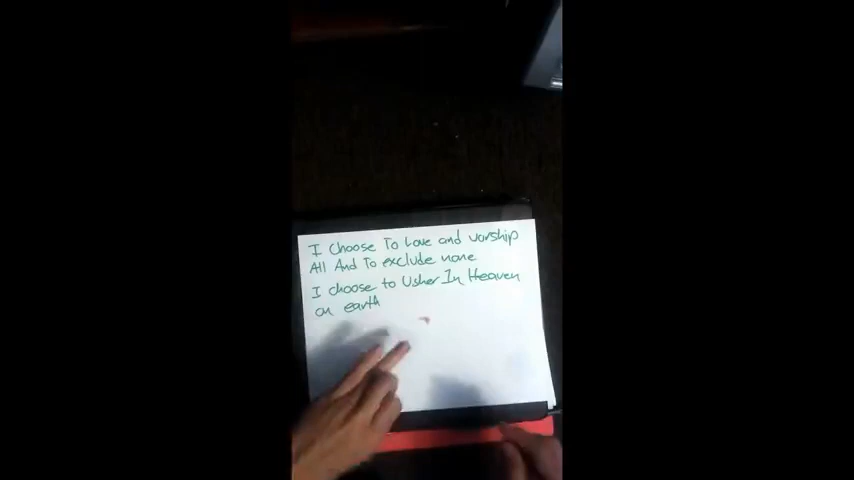 I Choose To Love and worship
All And To exclude none
I choose to Usher In Heaven
on earth